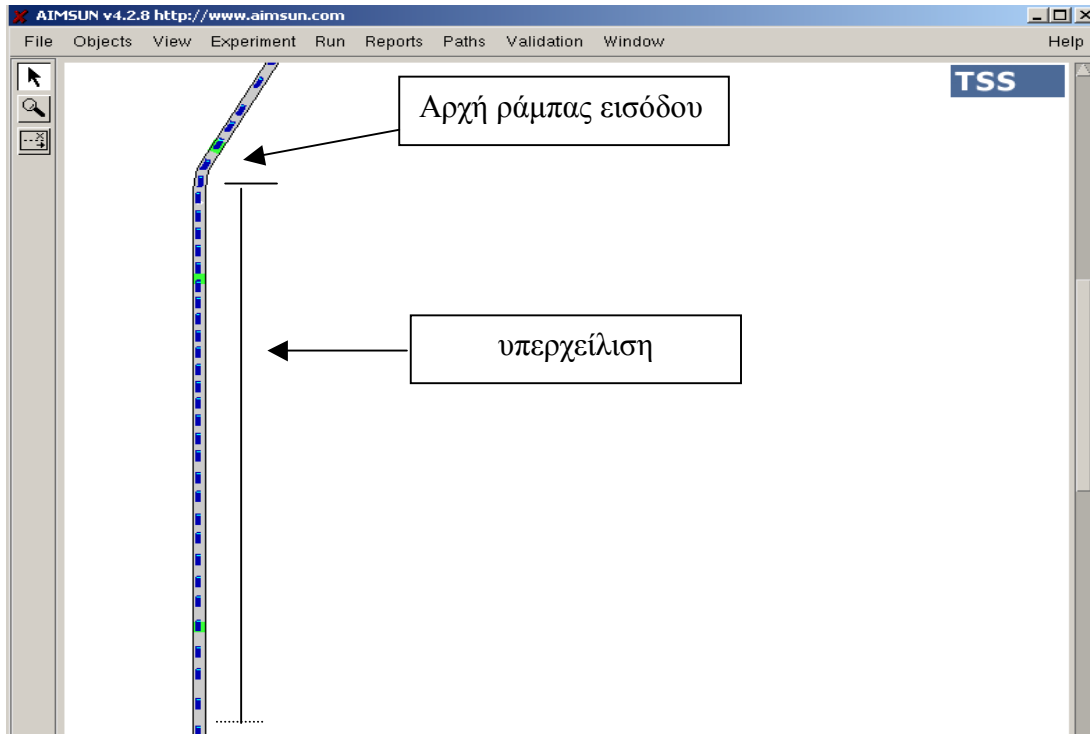 AIMSUN v4.2.8 http://www.aimsun.com
File Objects View Experiment Run Reports Paths Validation Window Help
TSS
Αρχή ράμπας εισόδου
υπερχείλιση